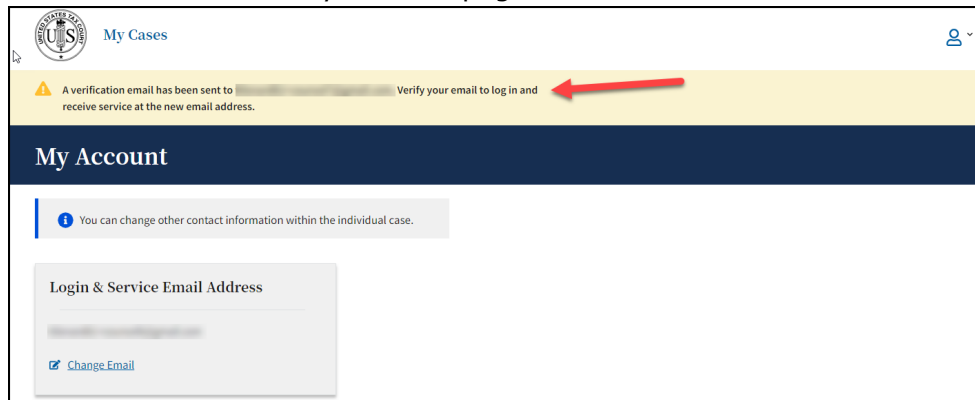 UNITED STATES TAX COURT
US
My Cases
A verification email has been sent to Verify your email to log in and
receive service at the new email address.
My Account
You can change other contact information within the individual case.
Login & Service Email Address
Change Email